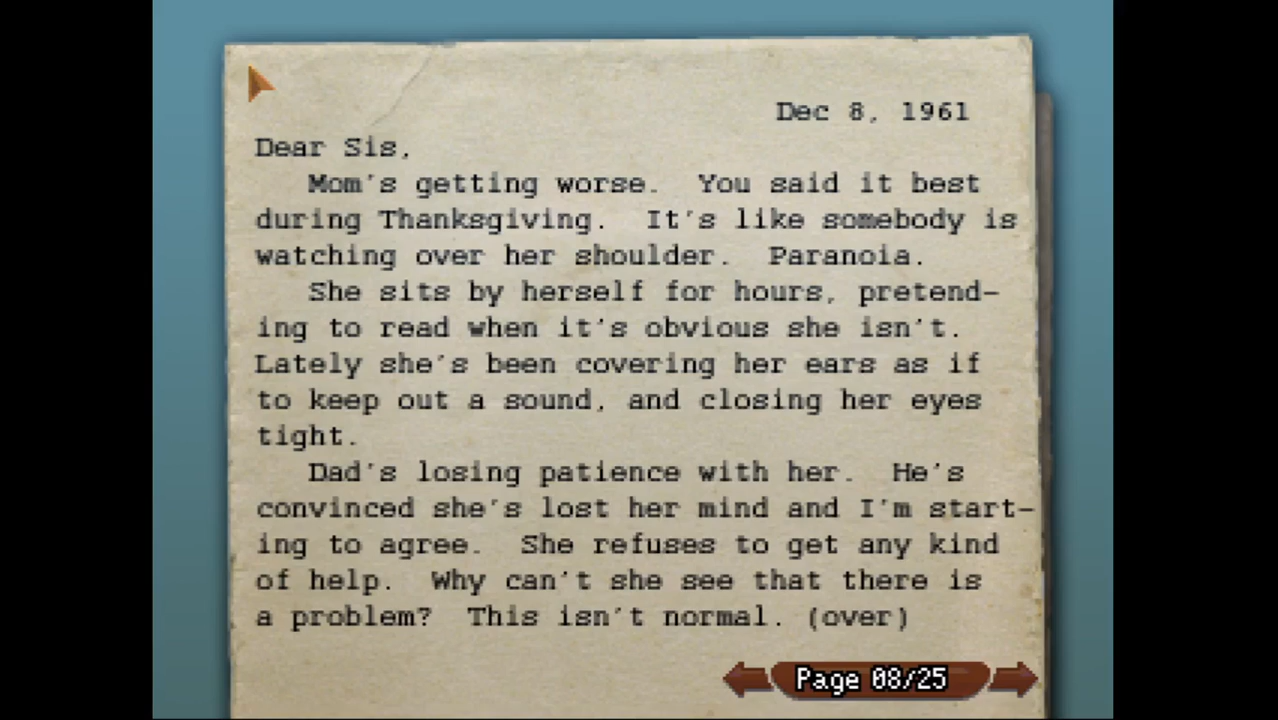 Dec 8, 1961
Dear Sis,
Mom's getting worse. You said it best
during Thanksgiving. It's like somebody is
watching over her shoulder. Paranoia.
She sits by herself for hours, pretend-
ing to read when it's obvious she isn't.
Lately she's been covering her ears as if
to keep out a sound, and closing her eyes
tight.
Dad's losing patience with her. He's
convinced she's lost her mind and I'm start-
ing to agree. She refuses to get any kind
of help. Why can't she see that there is
a problem? This isn't normal. (over)
Page 08/25